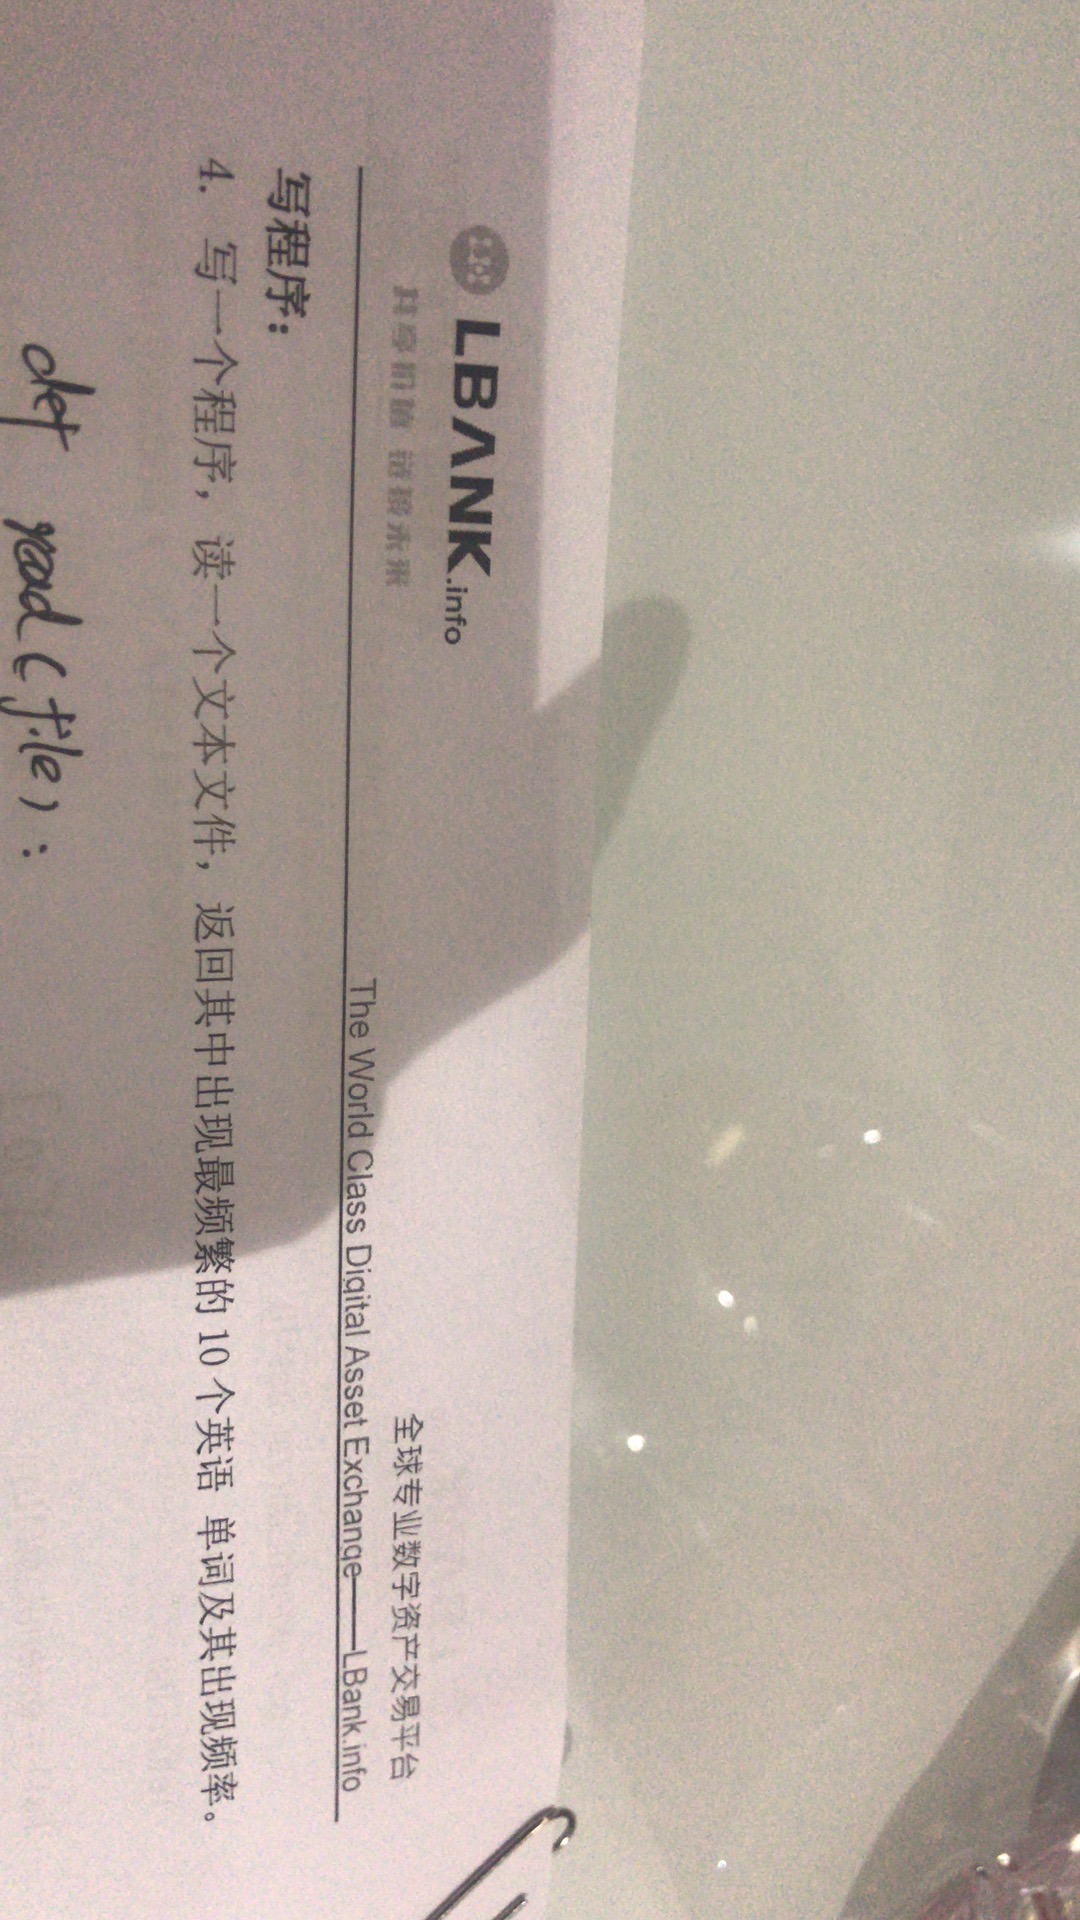 LBANK.info
共享价值 链接未来
全球专业数字资产交易平台
The World Class Digital Asset Exchange——LBank.info
写程序：
4. 写一个程序，读一个文本文件，返回其中出现最频繁的 10 个英语 单词及其出现频率。
def read(file):